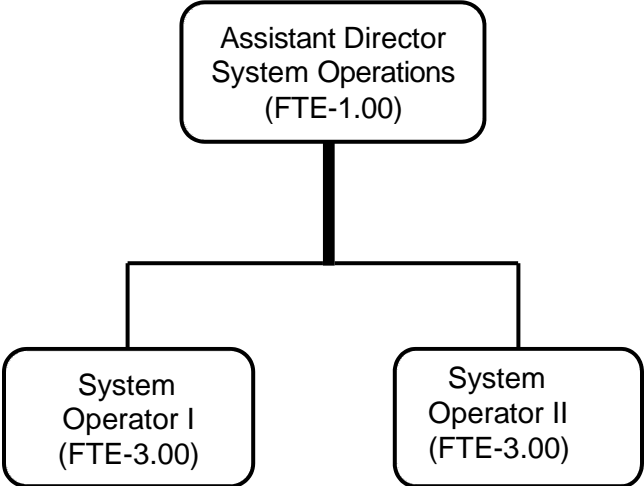 Assistant Director
System Operations
(FTE-1.00)
System
Operator I
(FTE-3.00)
System
Operator II
(FTE-3.00)